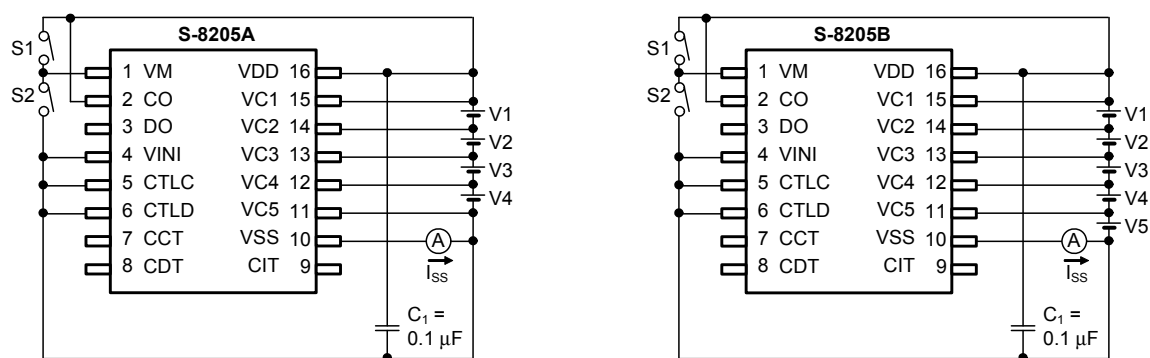 S-8205A
S1
S2
1 VM
2 CO
3 DO
4 VINI
5 CTLC
6 CTLD
7 CCT
8 CDT
VDD 16
VC1 15
VC2 14
VC3 13
VC4 12
VC5 11
VSS 10
CIT 9
V1
V2
V3
V4
A
ISS
C1 =
0.1 μF
S-8205B
S1
S2
1 VM
2 CO
3 DO
4 VINI
5 CTLC
6 CTLD
7 CCT
8 CDT
VDD 16
VC1 15
VC2 14
VC3 13
VC4 12
VC5 11
VSS 10
CIT 9
V1
V2
V3
V4
V5
A
ISS
C1 =
0.1 μF